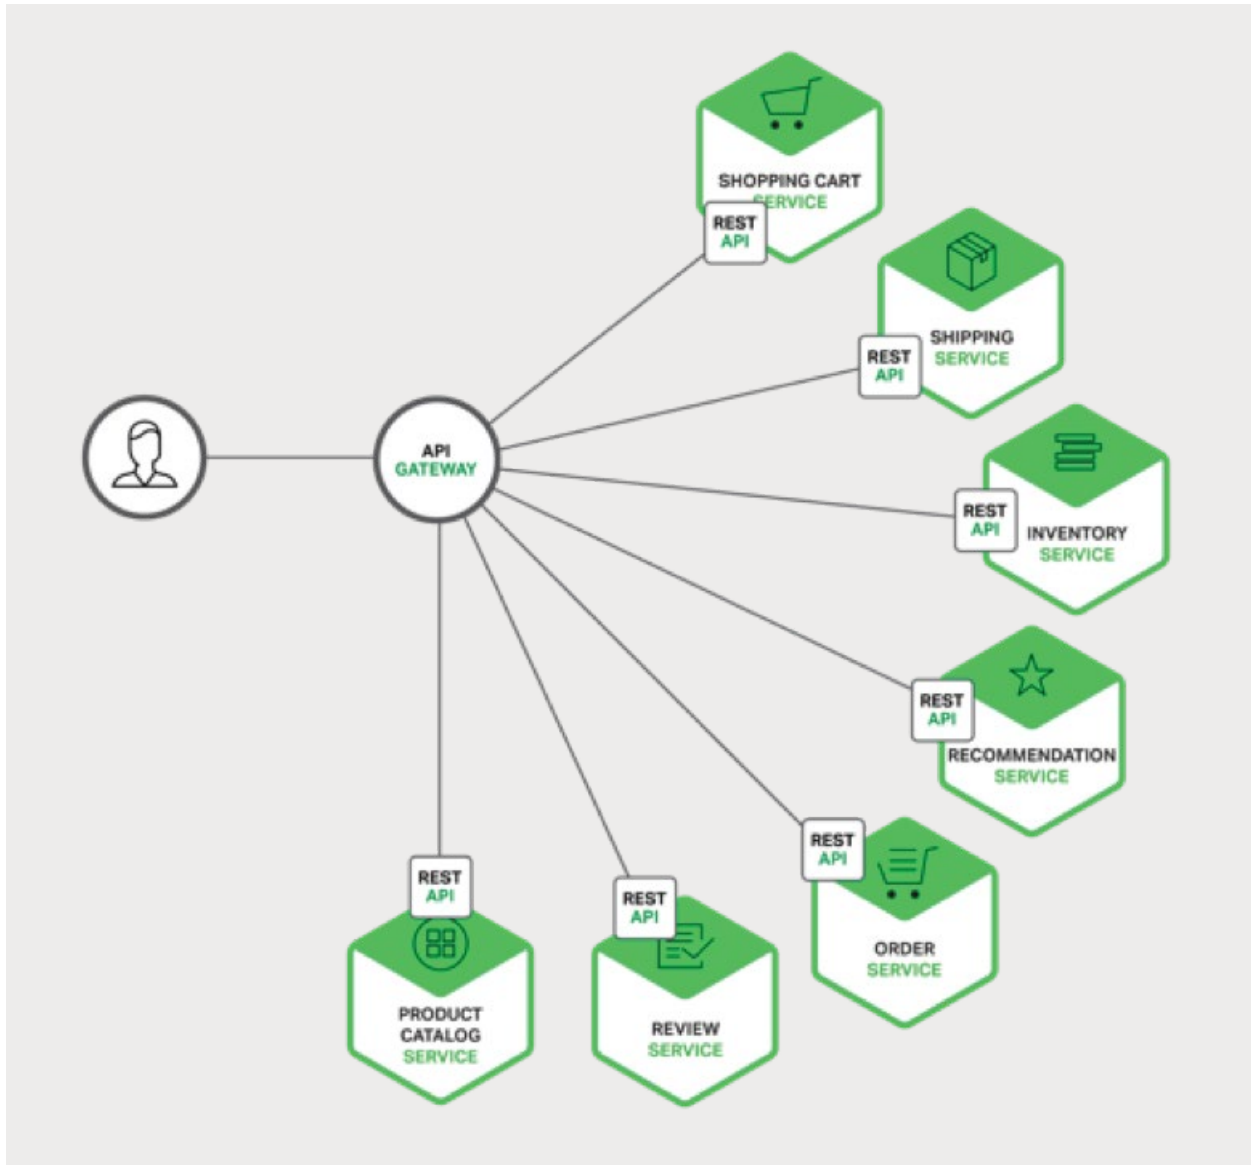 SHOPPING CART
SERVICE
REST
API
SHIPPING
SERVICE
REST
API
API
GATEWAY
INVENTORY
SERVICE
REST
API
RECOMMENDATION
SERVICE
REST
API
ORDER
SERVICE
REST
API
REVIEW
SERVICE
REST
API
PRODUCT
CATALOG
SERVICE
REST
API